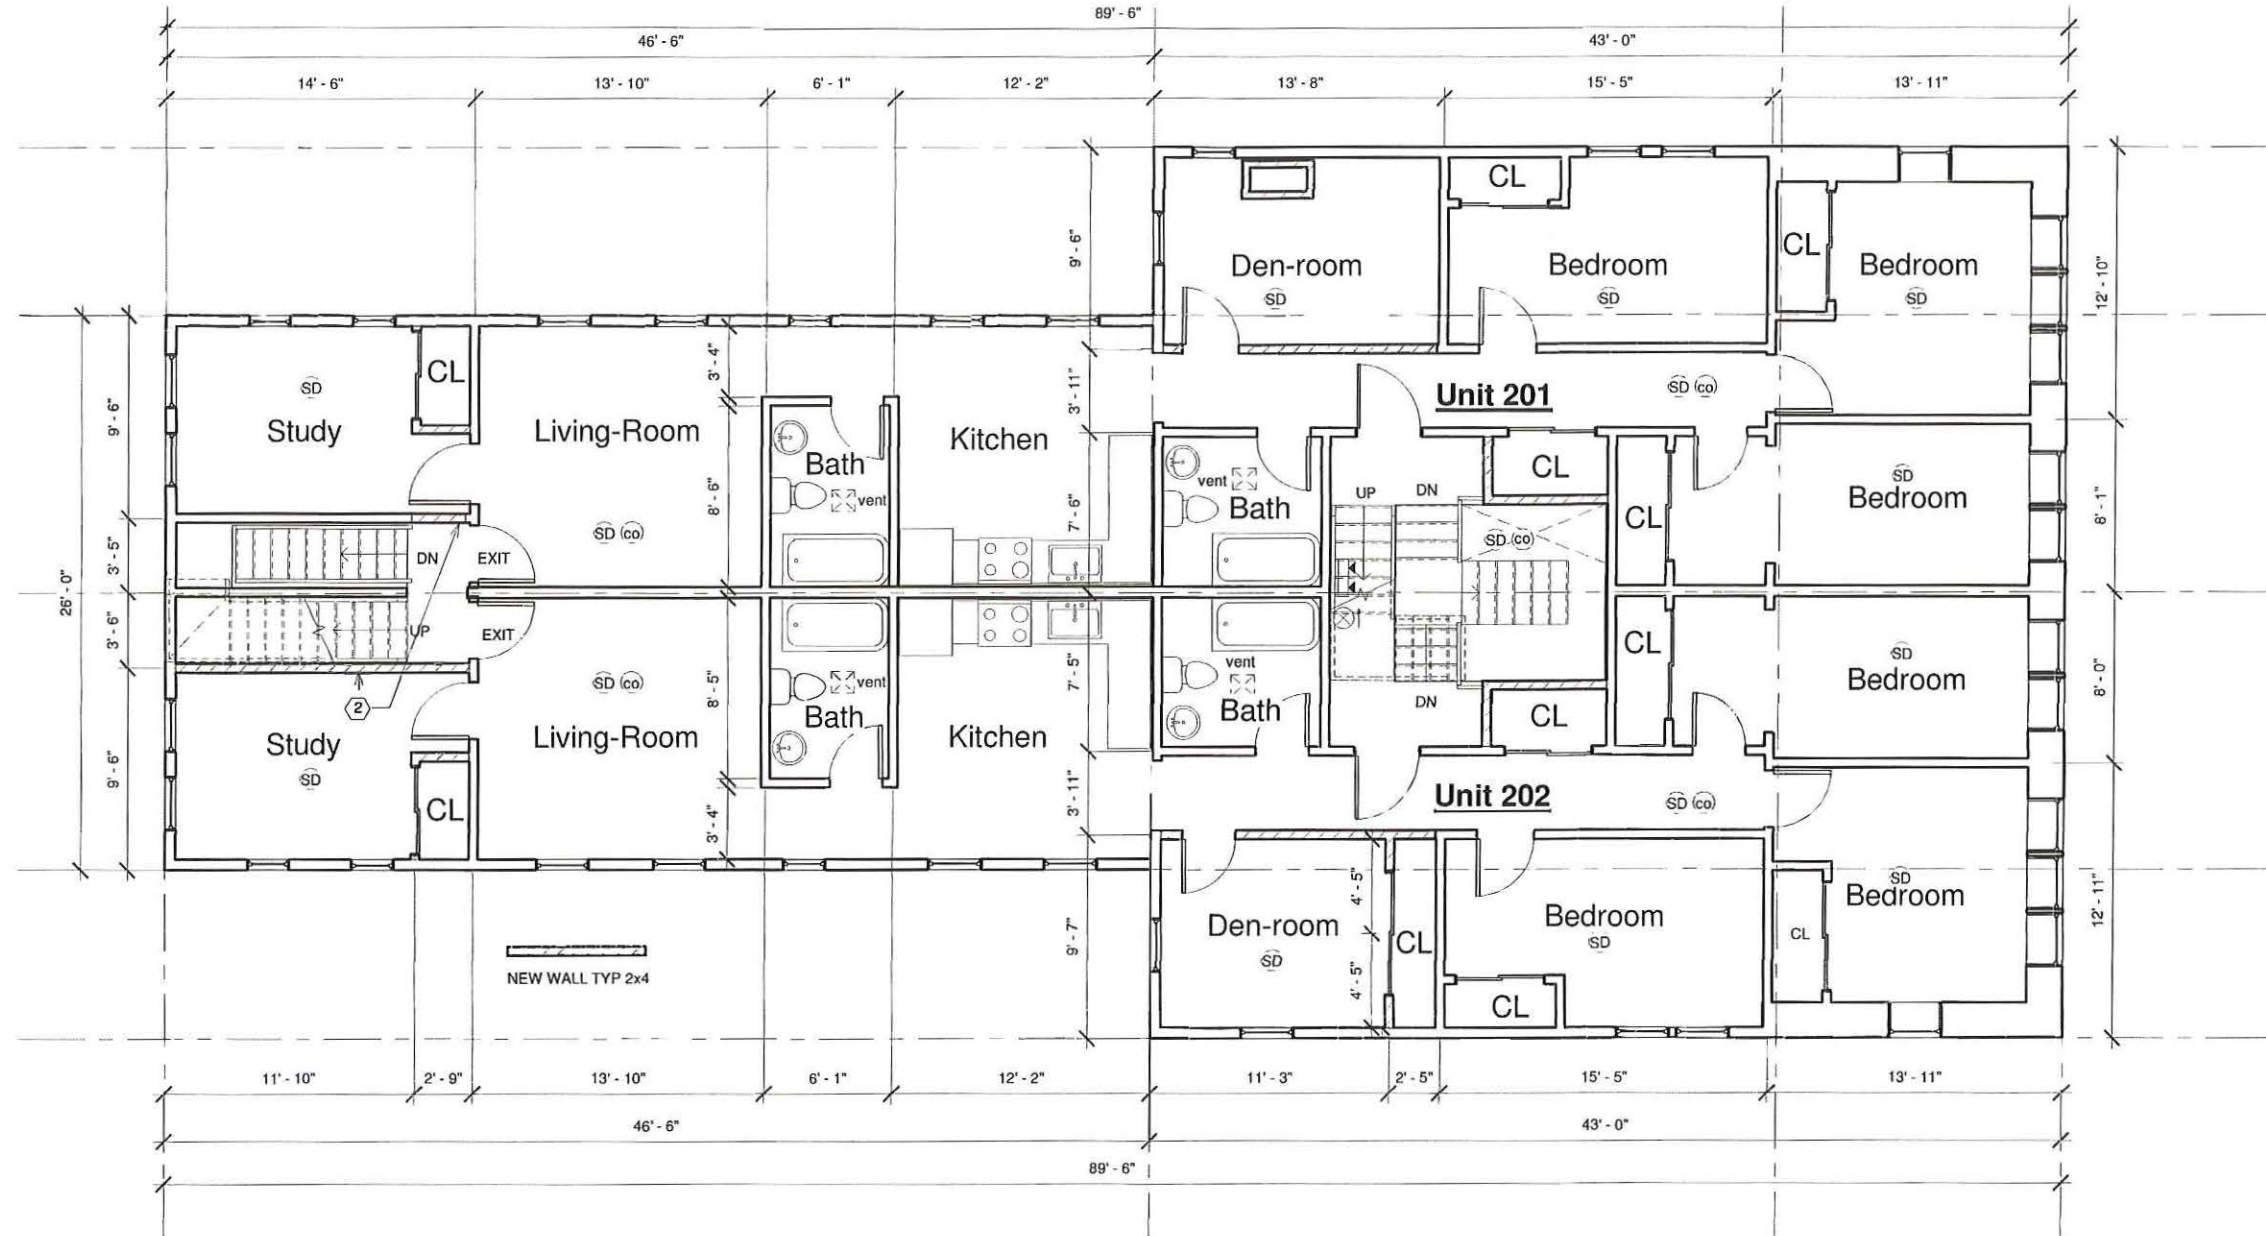 89' - 6"
46' - 6" 43' - 0"
14' - 6" 13' - 10" 6' - 1" 12' - 2" 13' - 8" 15' - 5" 13' - 11"
CL
9' - 6" Den-room Bedroom CL Bedroom 12' - 10"
SD SD SD
3' - 4" CL
SD
9' - 6" 3' - 11" Unit 201 SD co
Study Living-Room Kitchen
Bath CL SD
vent vent Bath UP DN Bedroom
8' - 6" 7' - 6" CL 8' - 1"
SD co SD co
3' - 5" DN EXIT
26' - 0"
3' - 6" UP EXIT
CL SD
vent Bedroom
SD co vent 8' - 0"
8' - 5" 7' - 5" DN
2 Bath Bath CL
Study Living-Room Kitchen
SD
9' - 6" CL 3' - 4" 3' - 11" Unit 202 SD co
SD
4' - 5" Bedroom 12' - 11"
Den-room Bedroom
9' - 7" CL SD CL
SD
NEW WALL TYP 2x4 4' - 5"
CL
11' - 10" 2' - 9" 13' - 10" 6' - 1" 12' - 2" 11' - 3" 2' - 5" 15' - 5" 13' - 11"
46' - 6" 43' - 0"
89' - 6"